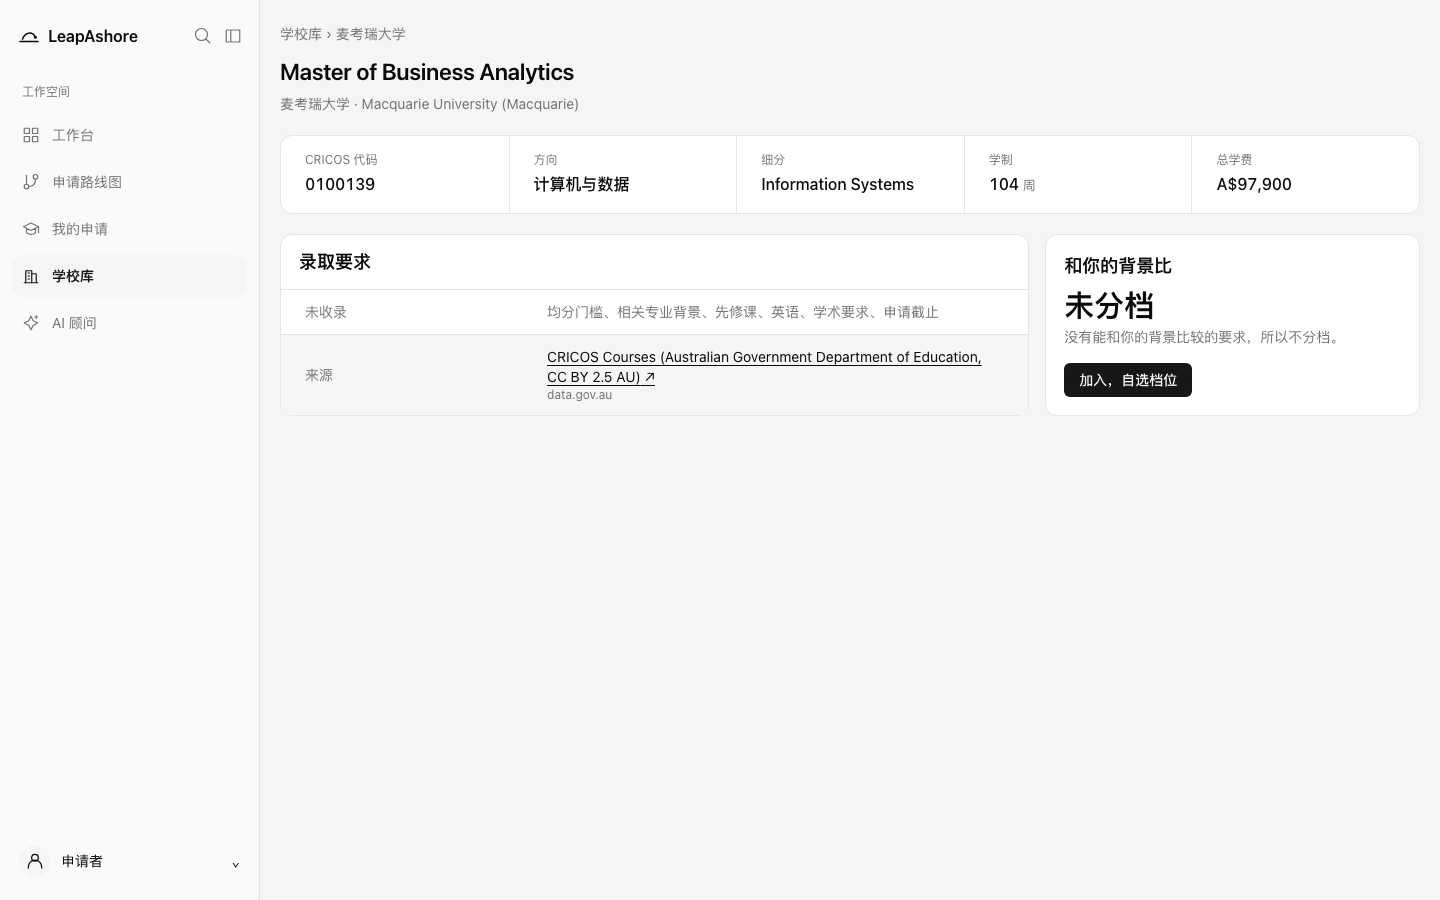 LeapAshore
工作空间
工作台
申请路线图
我的申请
学校库
AI 顾问
申请者
学校库 › 麦考瑞大学
Master of Business Analytics
麦考瑞大学 · Macquarie University (Macquarie)
CRICOS 代码
0100139
方向
计算机与数据
细分
Information Systems
学制
104 周
总学费
A$97,900
录取要求
未收录
均分门槛、相关专业背景、先修课、英语、学术要求、申请截止
来源
CRICOS Courses (Australian Government Department of Education,
CC BY 2.5 AU) ↗
data.gov.au
和你的背景比
未分档
没有能和你的背景比较的要求，所以不分档。
加入，自选档位